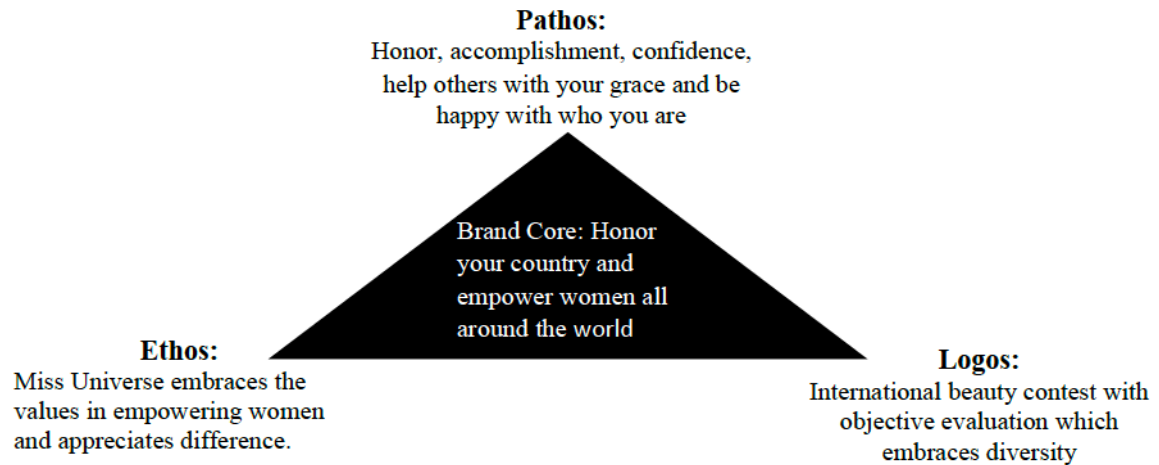 Pathos:
Honor, accomplishment, confidence,
help others with your grace and be
happy with who you are
Brand Core: Honor
your country and
empower women all
around the world
Ethos:
Miss Universe embraces the
values in empowering women
and appreciates difference.
Logos:
International beauty contest with
objective evaluation which
embraces diversity